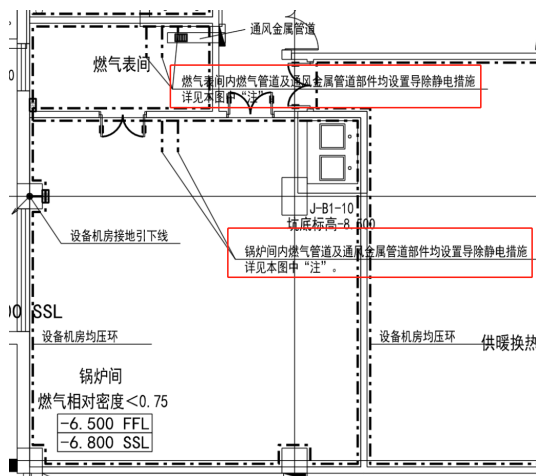 通风金属管道
燃气表间
燃气表间内燃气管道及通风金属管道部件均设置导除静电措施
详见本图中“注”
J-B1-10
坑底标高-8.600
设备机房接地引下线
锅炉间内燃气管道及通风金属管道部件均设置导除静电措施
详见本图中“注”。
00 SSL
设备机房均压环
设备机房均压环
供暖换热
锅炉间
燃气相对密度<0.75
-6.500 FFL
-6.800 SSL